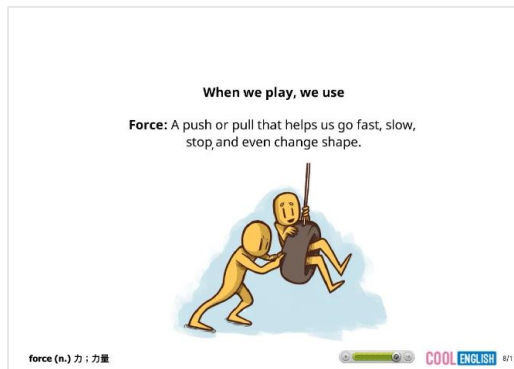 When we play, we use
Force: A push or pull that helps us go fast, slow,
stop,and even change shape.
force (n.) 力；力量
COOL ENGLISH
8/1